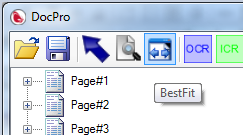 DocPro
OCR ICR
Page#1
BestFit
Page#2
Page#3